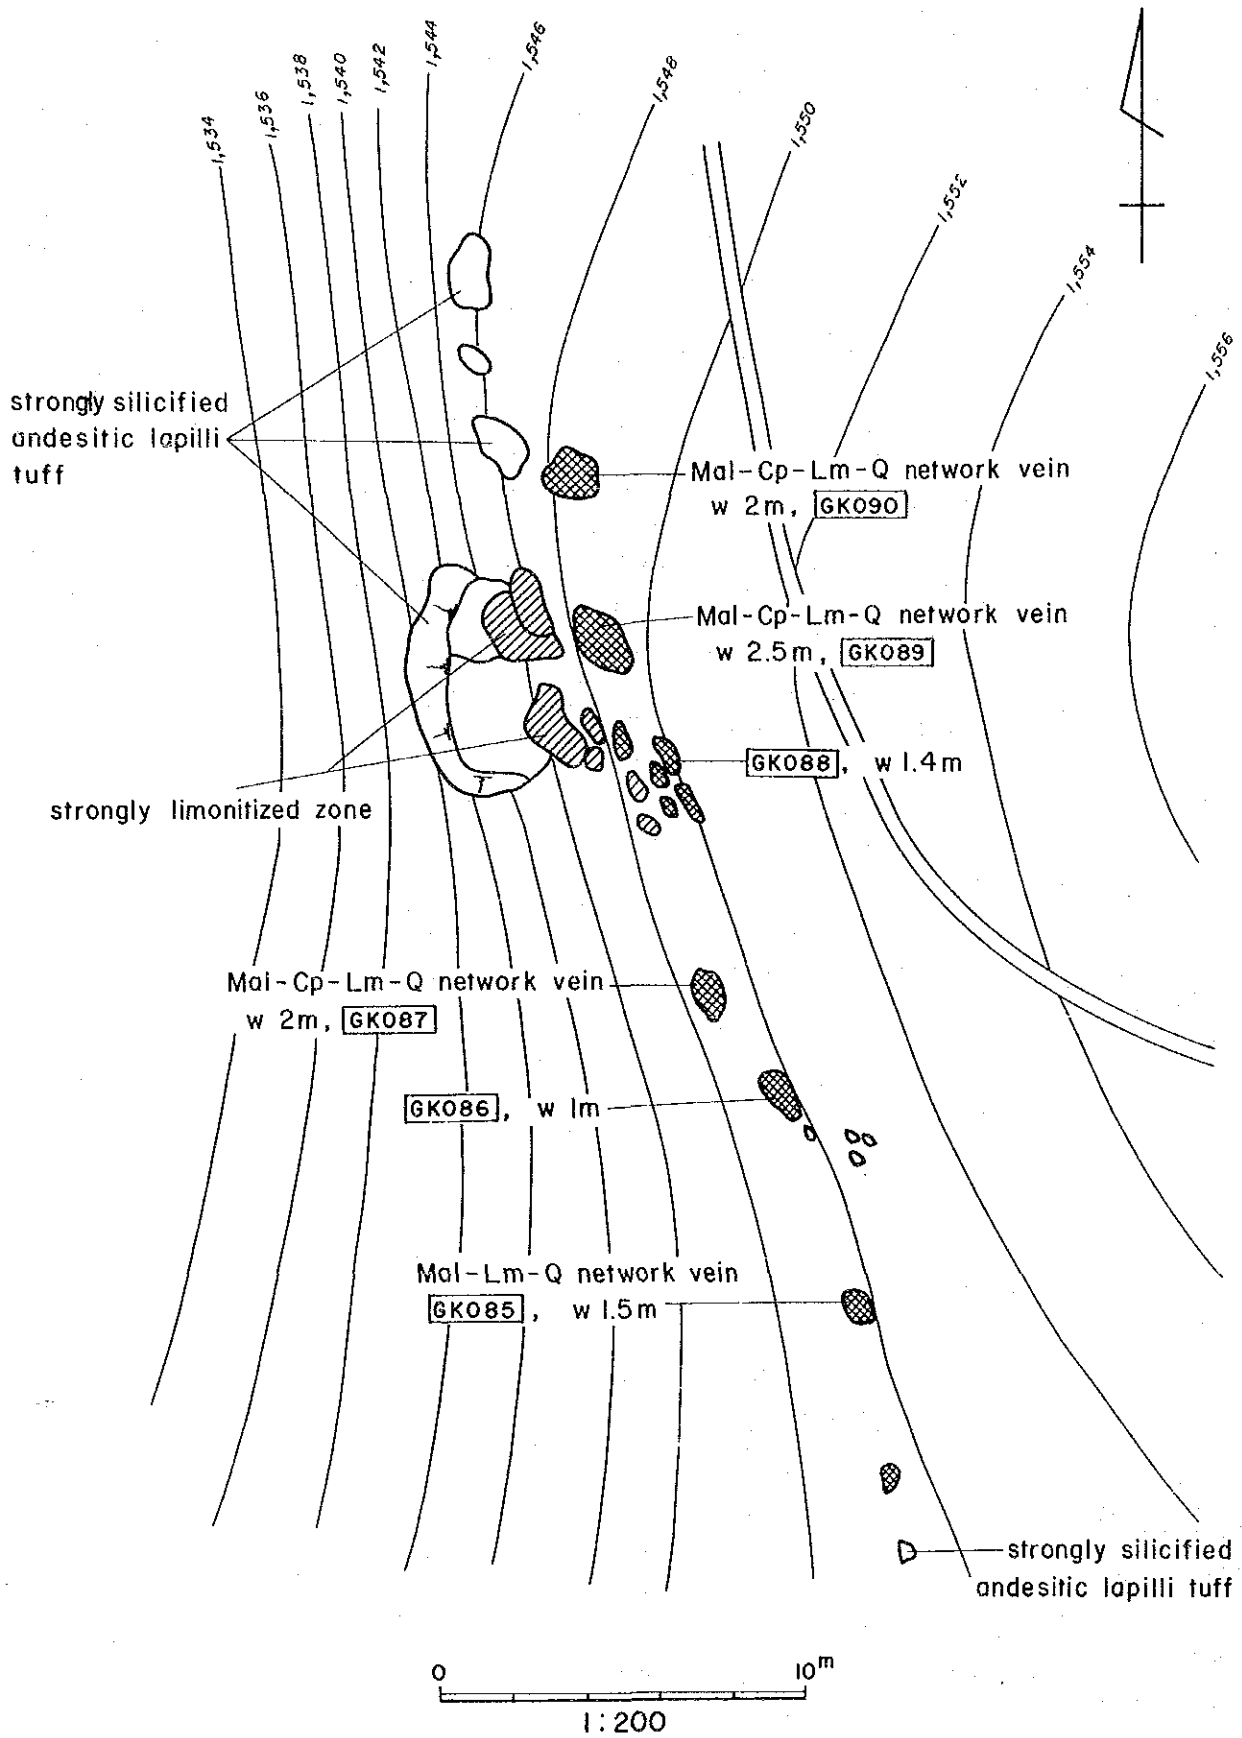 1,534
1,536
1,538
1,540
1,542
1,544
1,546
1,548
1,550
1,552
1,554
1,556
strongly silicified
andesitic lapilli
tuff
Mal-Cp-Lm-Q network vein
w 2m, GK090
Mal-Cp-Lm-Q network vein
w 2.5m, GK089
GK088, w 1.4m
strongly limonitized zone
Mal-Cp-Lm-Q network vein
w 2m, GK087
GK086, w 1m
Mal-Lm-Q network vein
GK085, w 1.5m
strongly silicified
andesitic lapilli tuff
0 10m
1:200